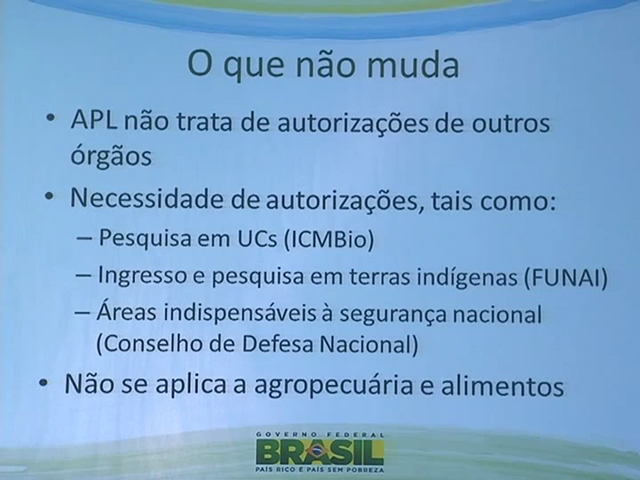 O que não muda
• APL não trata de autorizações de outros
órgãos
• Necessidade de autorizações, tais como:
– Pesquisa em UCs (ICMBio)
– Ingresso e pesquisa em terras indígenas (FUNAI)
– Áreas indispensáveis à segurança nacional
(Conselho de Defesa Nacional)
• Não se aplica a agropecuária e alimentos
GOVERNO FEDERAL
BRASIL
PAÍS RICO É PAÍS SEM POBREZA